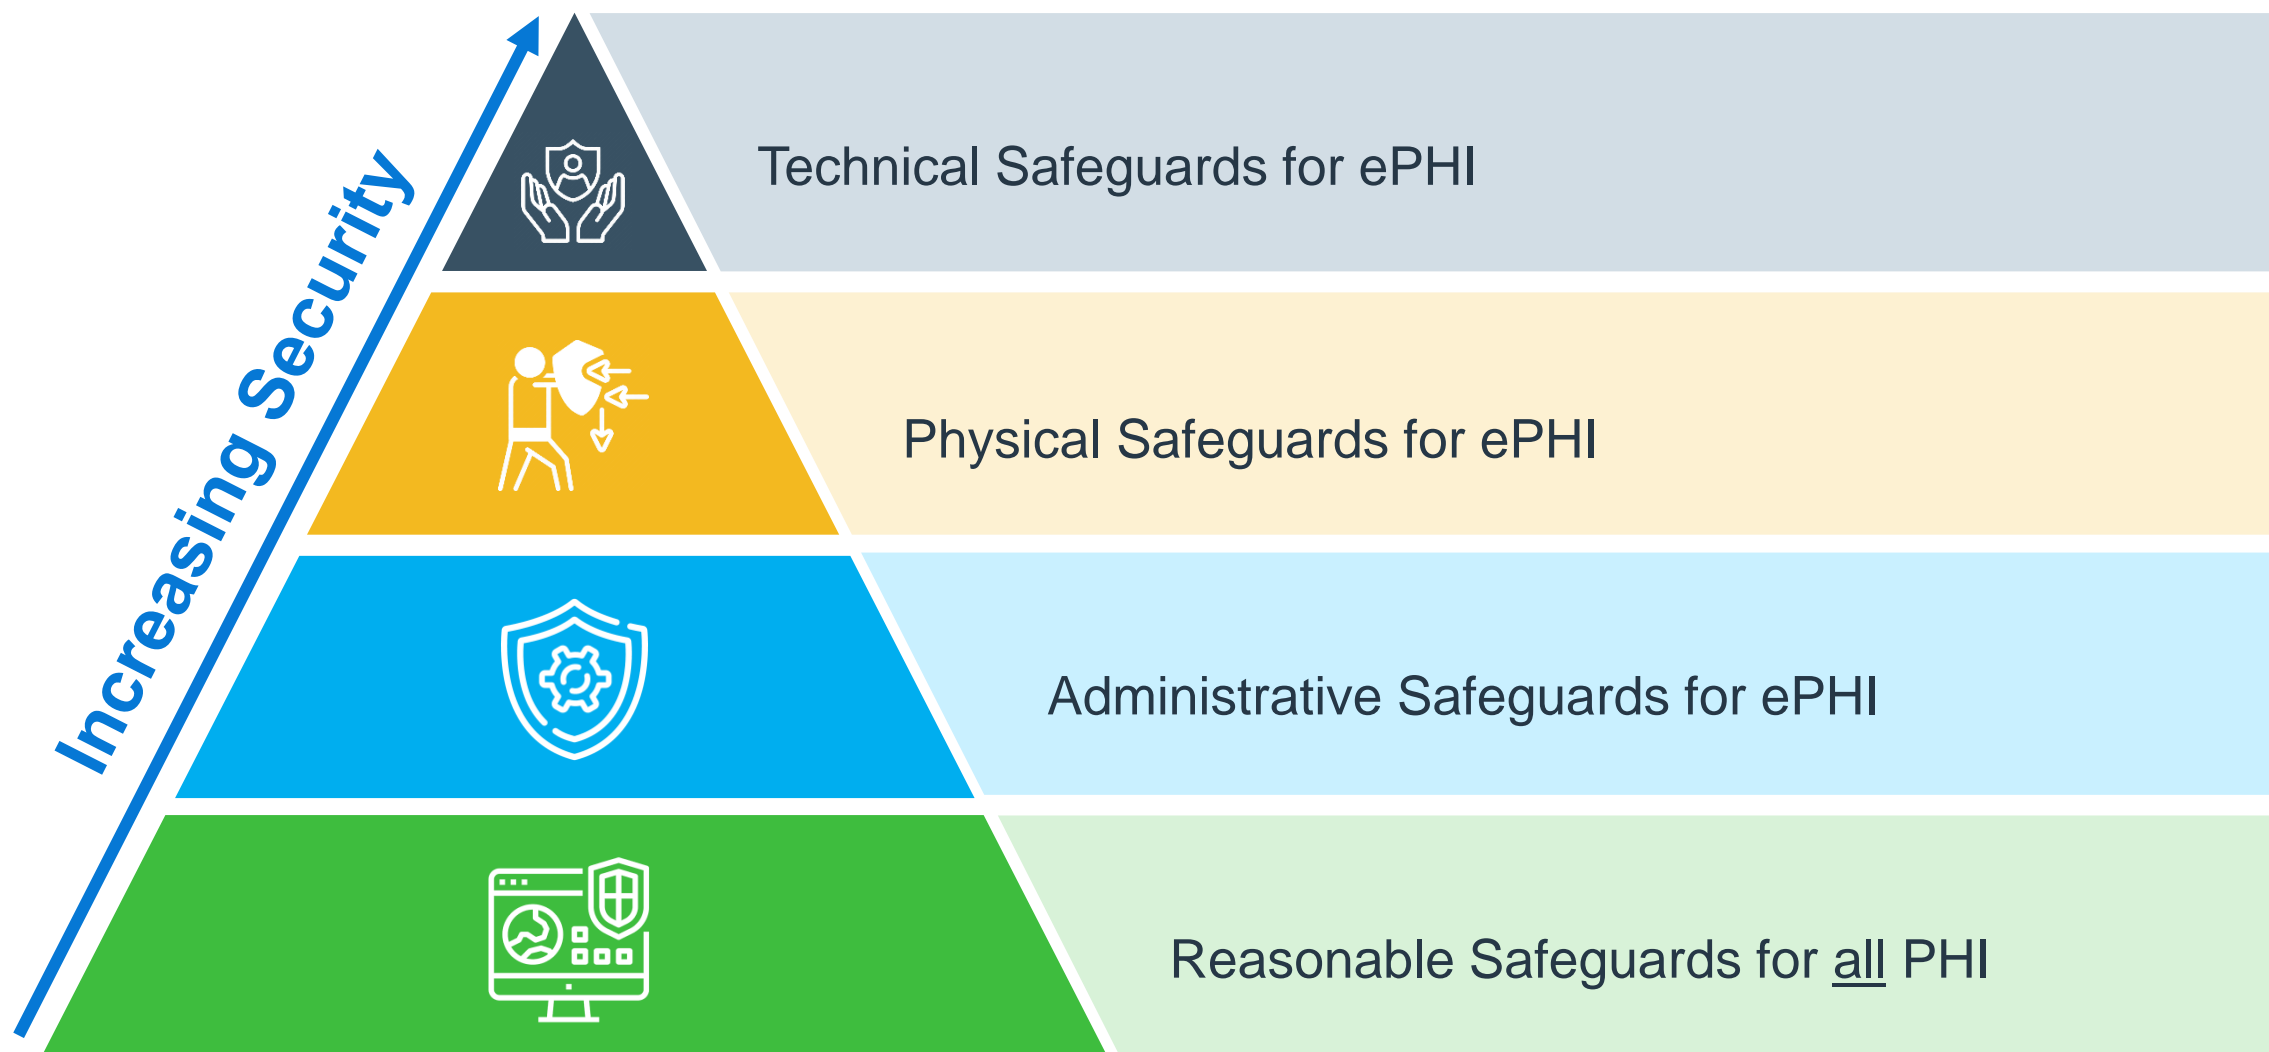 Increasing Security
Technical Safeguards for ePHI
Physical Safeguards for ePHI
Administrative Safeguards for ePHI
Reasonable Safeguards for all PHI